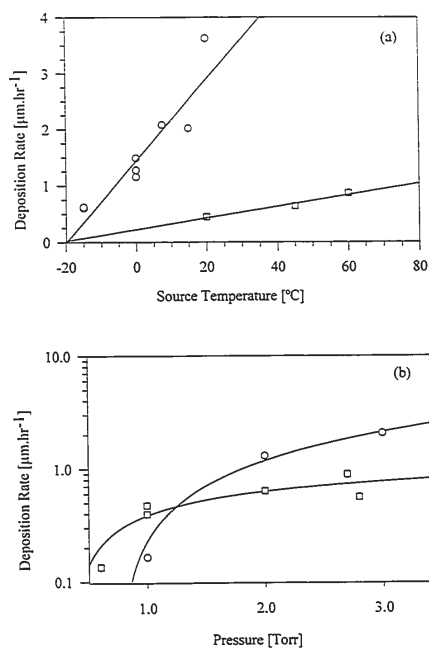 4
(a)
3
2
1
0
-20 0 20 40 60 80
Deposition Rate [µm.hr⁻¹]
Source Temperature [ºC]
10.0
(b)
1.0
0.1
1.0 2.0 3.0
Deposition Rate [µm.hr⁻¹]
Pressure [Torr]